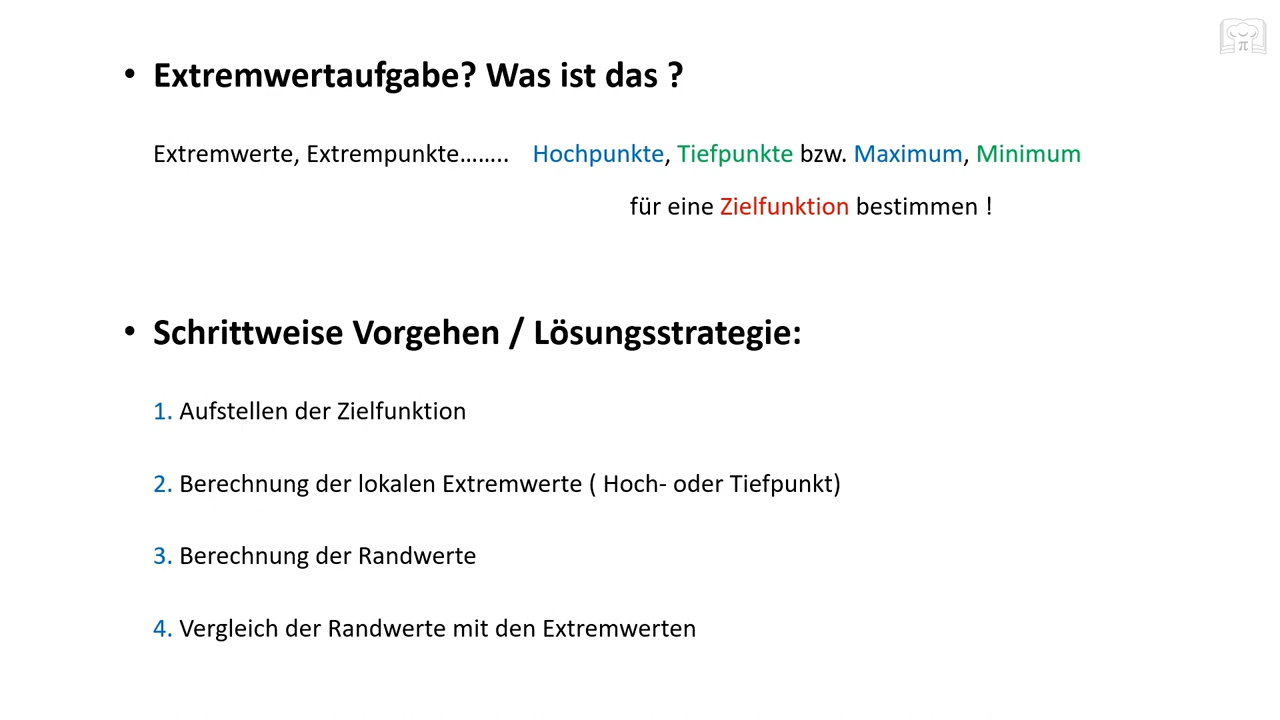 • Extremwertaufgabe? Was ist das ?
Extremwerte, Extrempunkte…….. Hochpunkte, Tiefpunkte bzw. Maximum, Minimum
für eine Zielfunktion bestimmen !
• Schrittweise Vorgehen / Lösungsstrategie:
1. Aufstellen der Zielfunktion
2. Berechnung der lokalen Extremwerte ( Hoch- oder Tiefpunkt)
3. Berechnung der Randwerte
4. Vergleich der Randwerte mit den Extremwerten
π